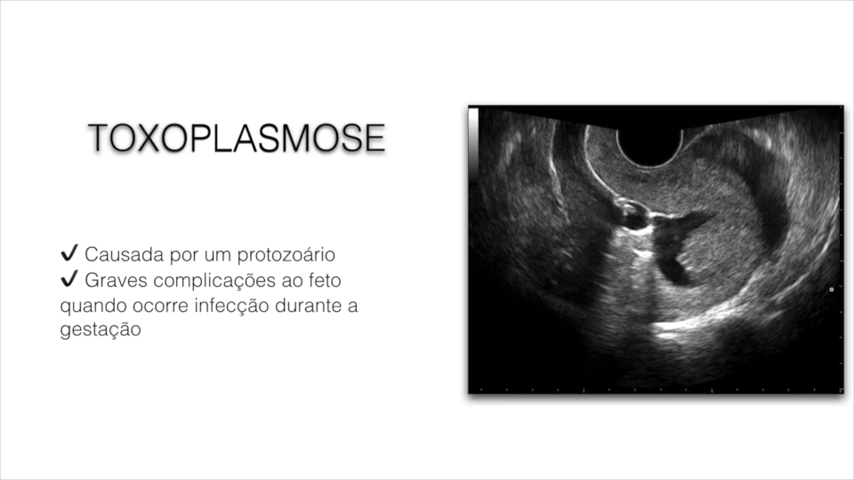 TOXOPLASMOSE
✔ Causada por um protozoário
✔ Graves complicações ao feto
quando ocorre infecção durante a
gestação